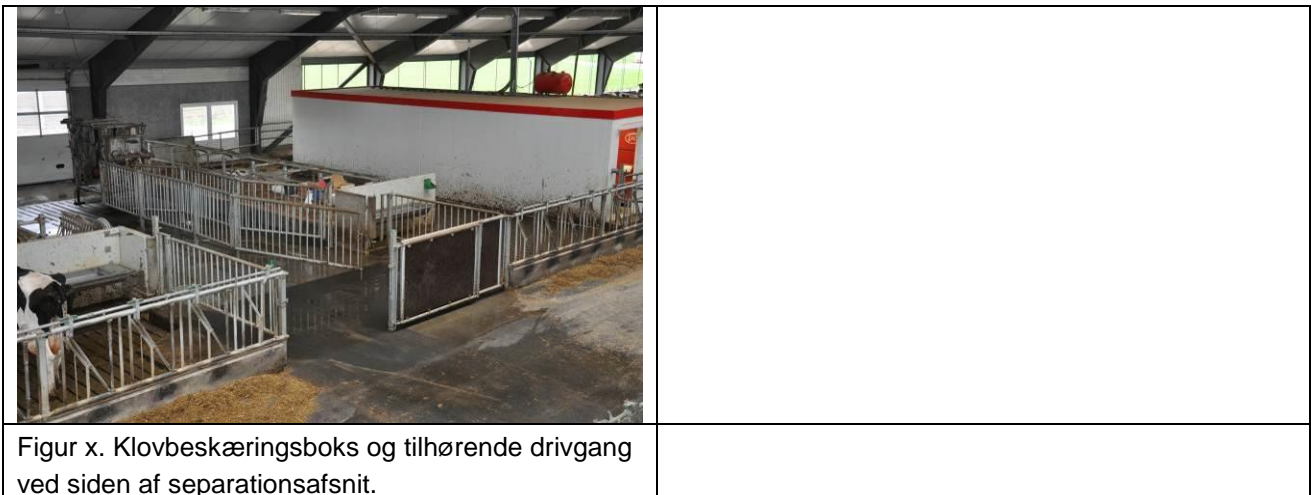 Figur x. Klovbeskæringsboks og tilhørende drivgang
ved siden af separationsafsnit.